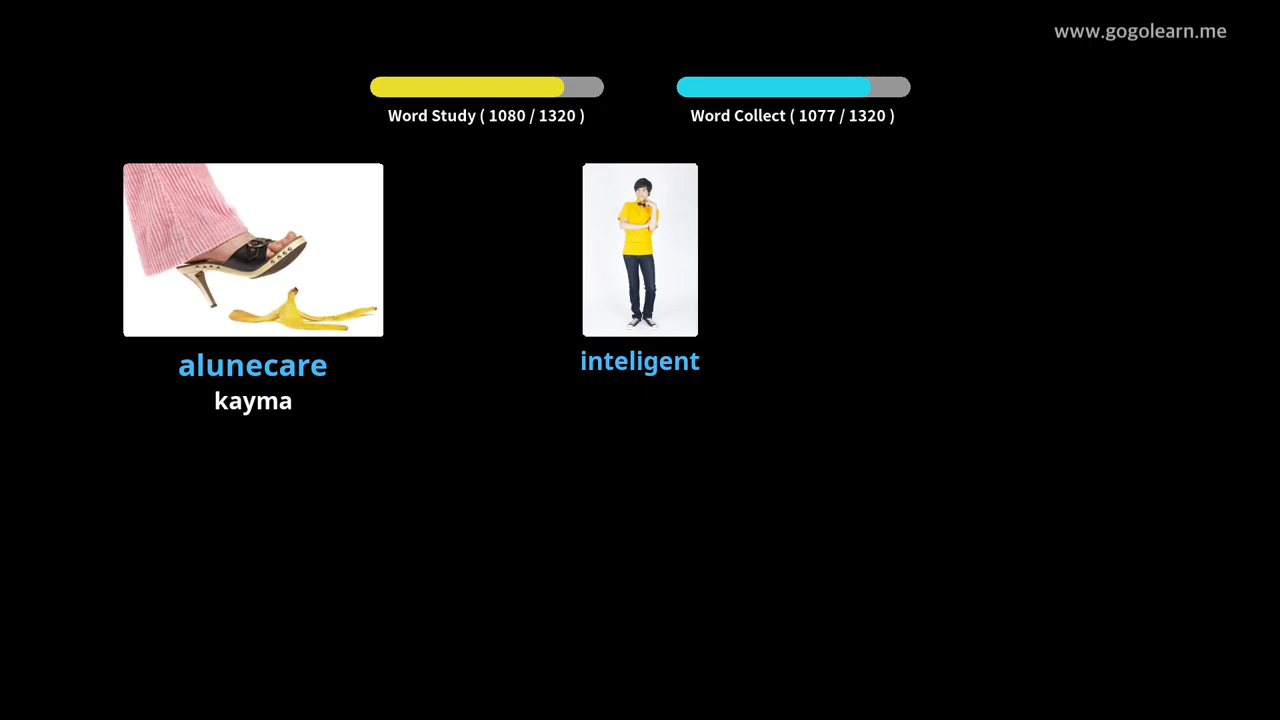 www.gogolearn.me
Word Study ( 1080 / 1320 )
Word Collect ( 1077 / 1320 )
alunecare
kayma
inteligent